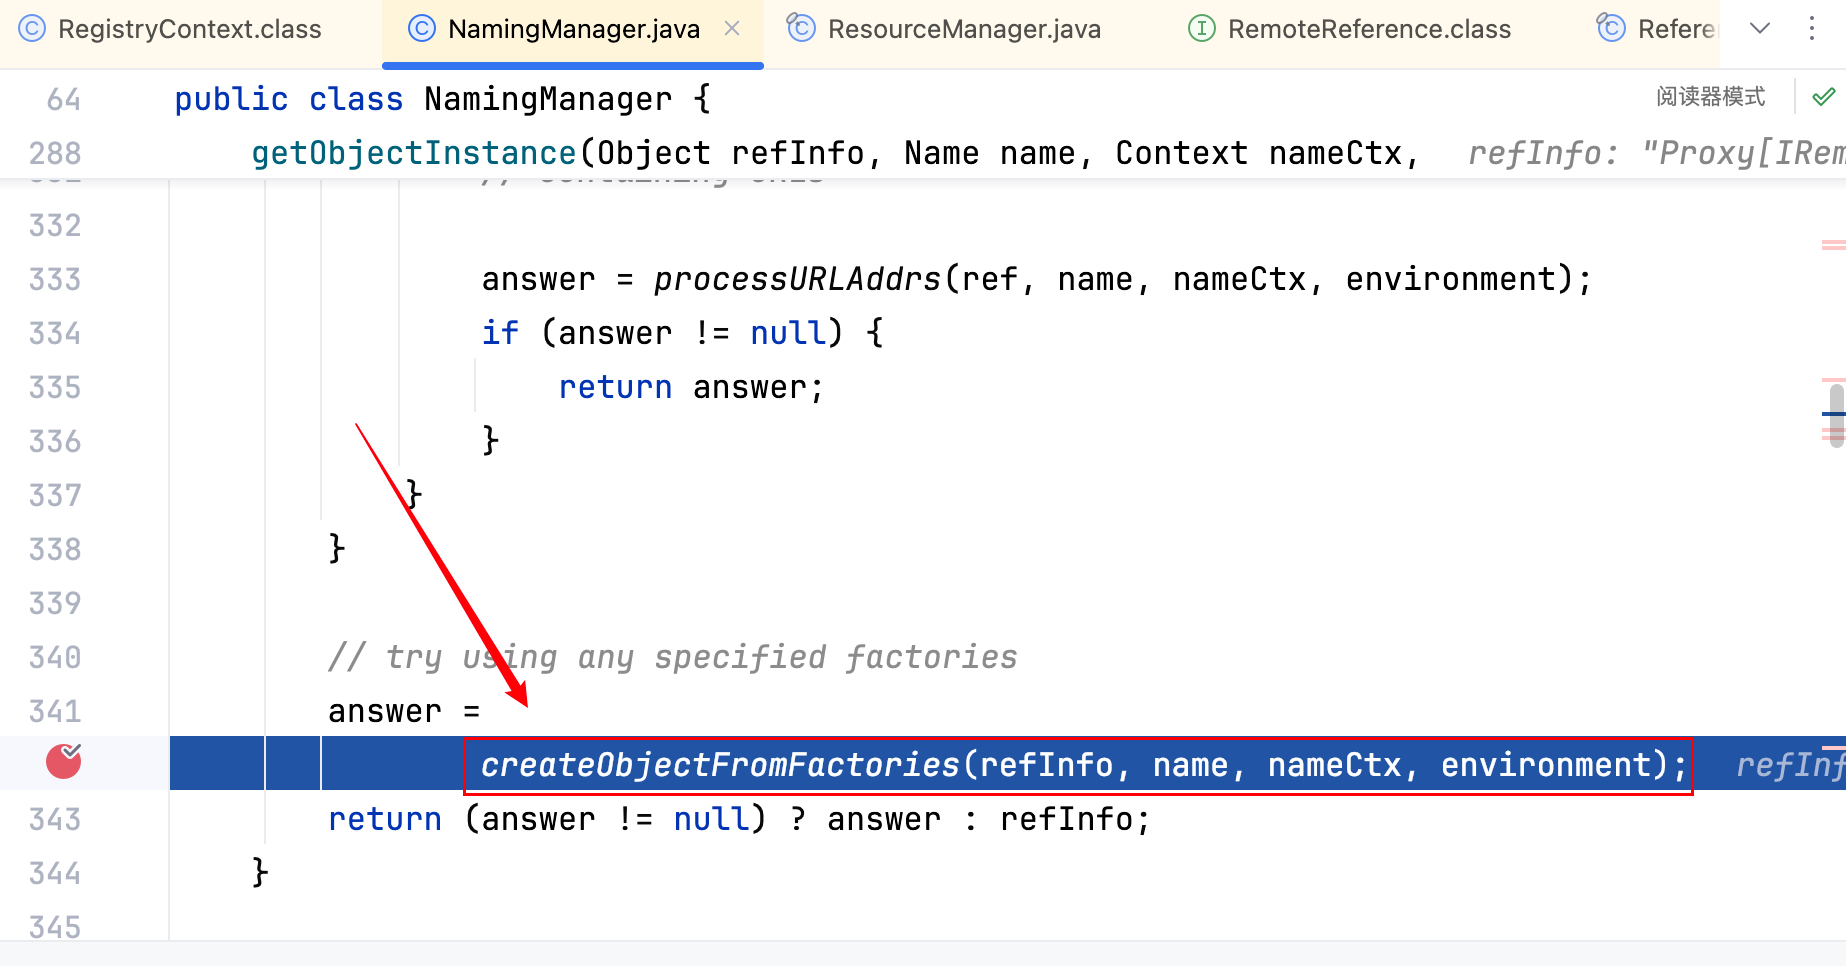 RegistryContext.class NamingManager.java ResourceManager.java RemoteReference.class Refere
64 public class NamingManager { 阅读器模式
288 getObjectInstance(Object refInfo, Name name, Context nameCtx, refInfo: "Proxy[IRem
332
333 answer = processURLAddrs(ref, name, nameCtx, environment);
334 if (answer != null) {
335 return answer;
336 }
337 }
338 }
339
340 // try using any specified factories
341 answer =
createObjectFromFactories(refInfo, name, nameCtx, environment); refInf
343 return (answer != null) ? answer : refInfo;
344 }
345